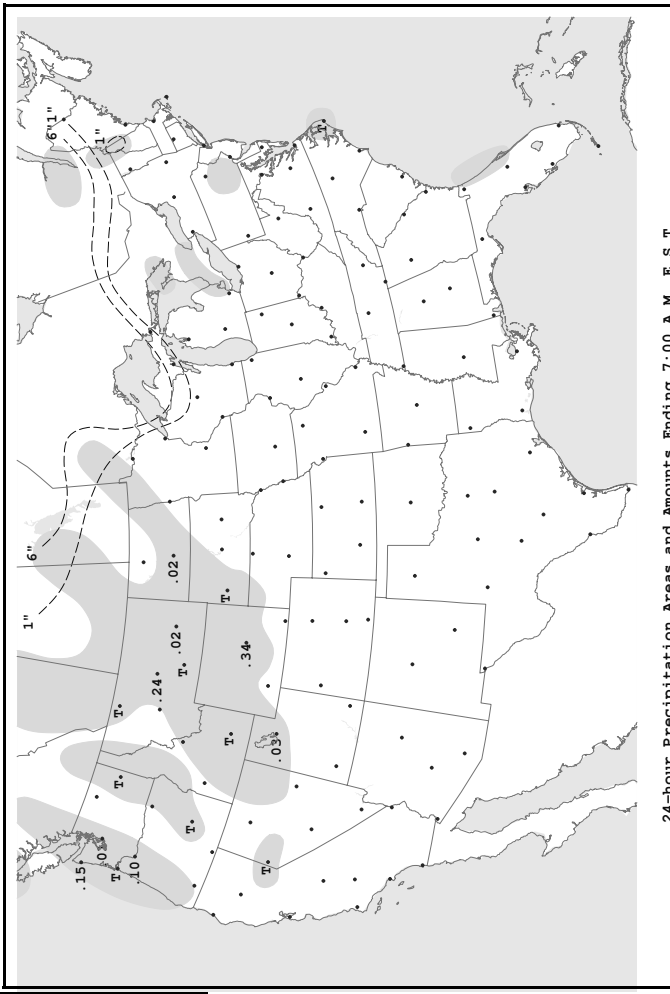 1"
6"
6"1"
.15
0
1"
T
T
T
.10
.24
.02
.02
T
T
T
T
.34
T
.03
T
24-hour Precipitation Areas and Amounts Ending 7:00 A.M. E.S.T